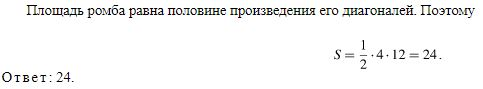 Площадь ромба равна половине произведения его диагоналей. Поэтому
S = 1/2 · 4 · 12 = 24.
Ответ: 24.